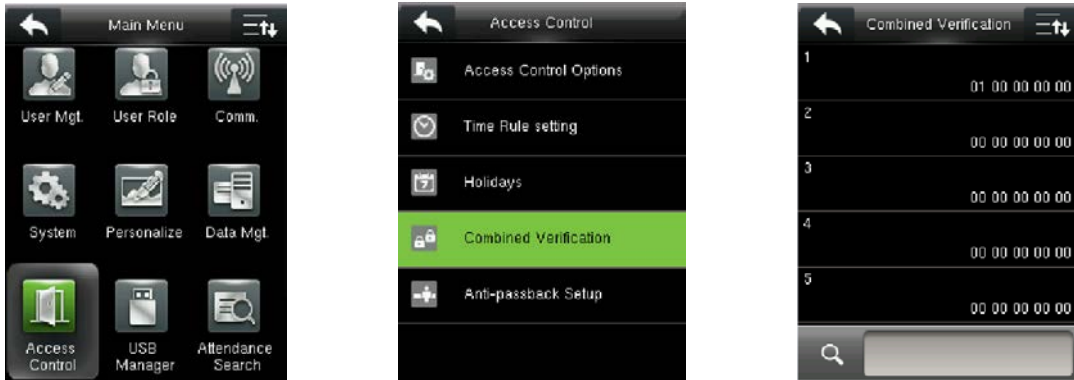 Main Menu
User Mgt.
User Role
Comm.
System
Personalize
Data Mgt.
Access Control
USB Manager
Attendance Search
Access Control
Access Control Options
Time Rule setting
7
Holidays
Combined Verification
Anti-passback Setup
Combined Verification
1
01 00 00 00 00
2
00 00 00 00 00
3
00 00 00 00 00
4
00 00 00 00 00
5
00 00 00 00 00